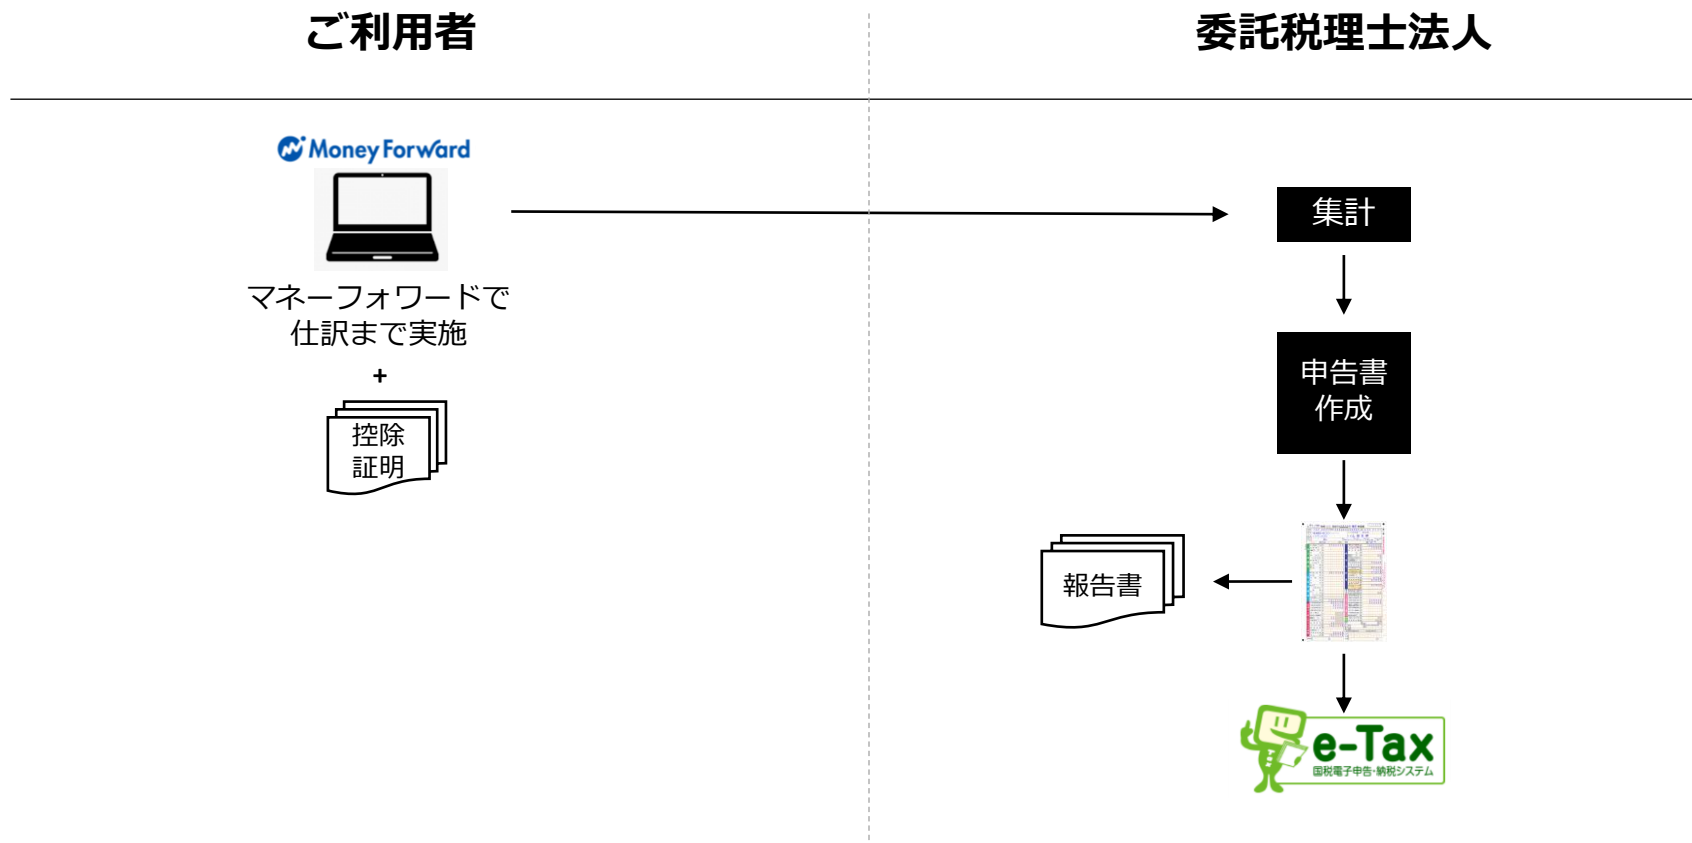 ご利用者
委託税理士法人
Money Forward
マネーフォワードで
仕訳まで実施
+
控除
証明
集計
申告書
作成
報告書
e-Tax
国税電子申告・納税システム